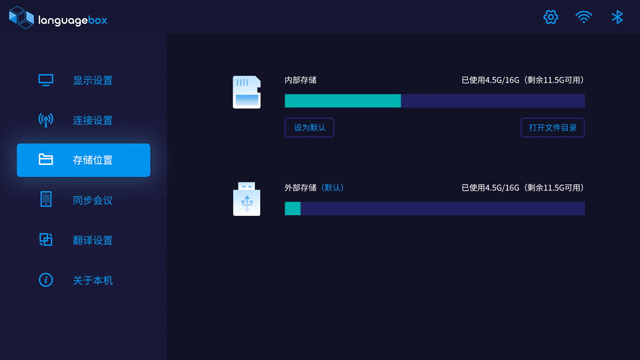 languagebox
显示设置
连接设置
存储位置
同步会议
翻译设置
关于本机
内部存储 已使用4.5G/16G（剩余11.5G可用）
设为默认 打开文件目录
外部存储（默认） 已使用4.5G/16G（剩余11.5G可用）